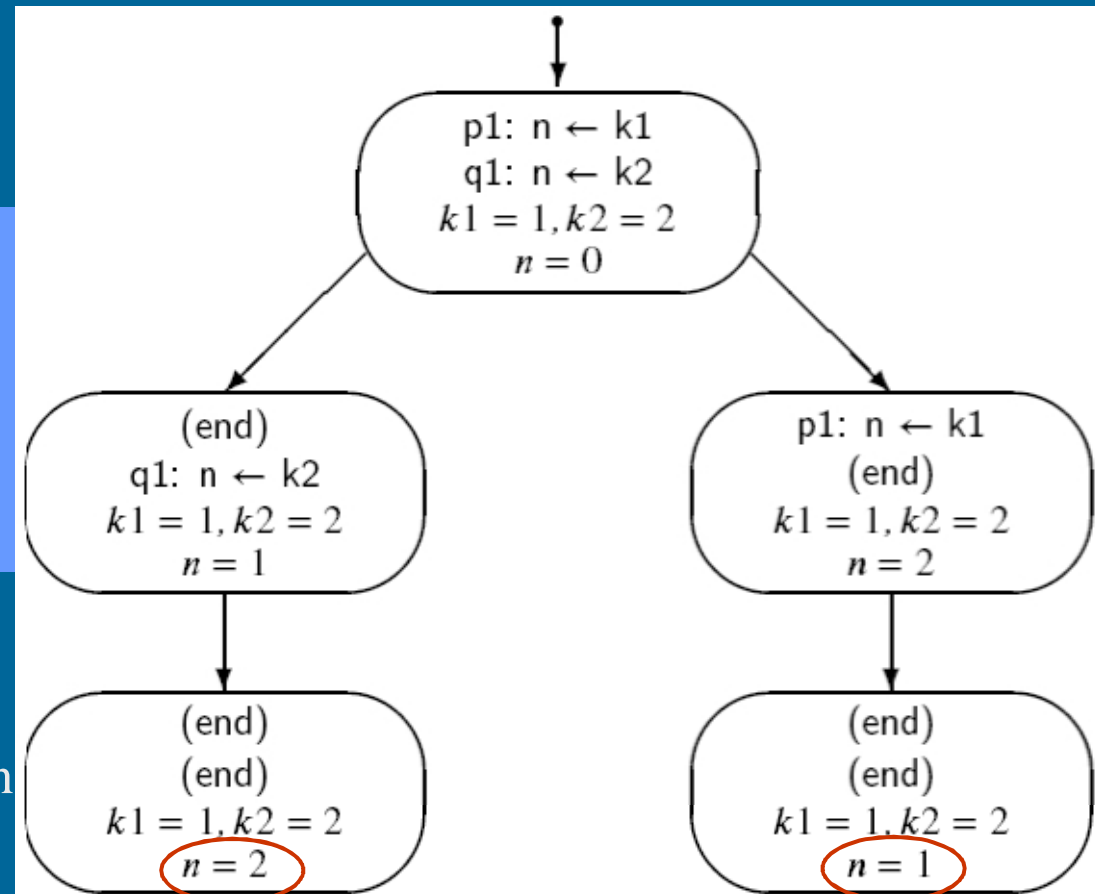 p1: n ← k1
q1: n ← k2
k1 = 1, k2 = 2
n = 0
(end)
q1: n ← k2
k1 = 1, k2 = 2
n = 1
p1: n ← k1
(end)
k1 = 1, k2 = 2
n = 2
(end)
(end)
k1 = 1, k2 = 2
n = 2
(end)
(end)
k1 = 1, k2 = 2
n = 1